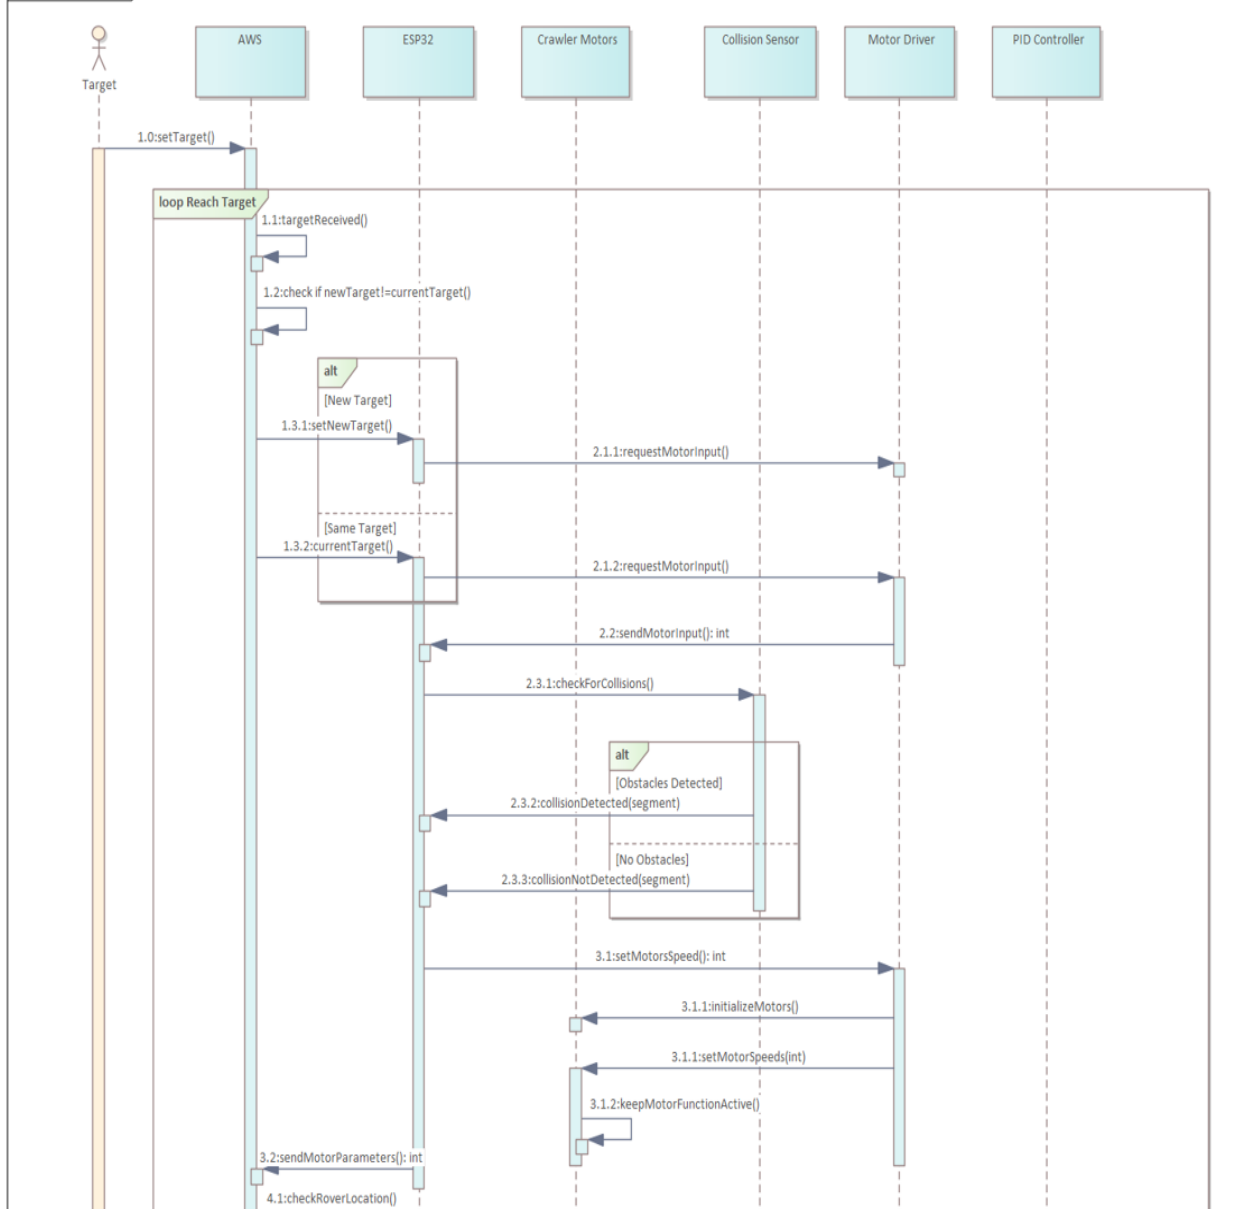 AWS
ESP32
Crawler Motors
Collision Sensor
Motor Driver
PID Controller
Target
1.0:setTarget()
loop Reach Target
1.1:targetReceived()
1.2:check if newTarget!=currentTarget()
alt
[New Target]
1.3.1:setNewTarget()
2.1.1:requestMotorInput()
[Same Target]
1.3.2:currentTarget()
2.1.2:requestMotorInput()
2.2:sendMotorInput(): int
2.3.1:checkForCollisions()
alt
[Obstacles Detected]
2.3.2:collisionDetected(segment)
[No Obstacles]
2.3.3:collisionNotDetected(segment)
3.1:setMotorsSpeed(): int
3.1.1:initializeMotors()
3.1.1:setMotorSpeeds(int)
3.1.2:keepMotorFunctionActive()
3.2:sendMotorParameters(): int
4.1:checkRoverLocation()